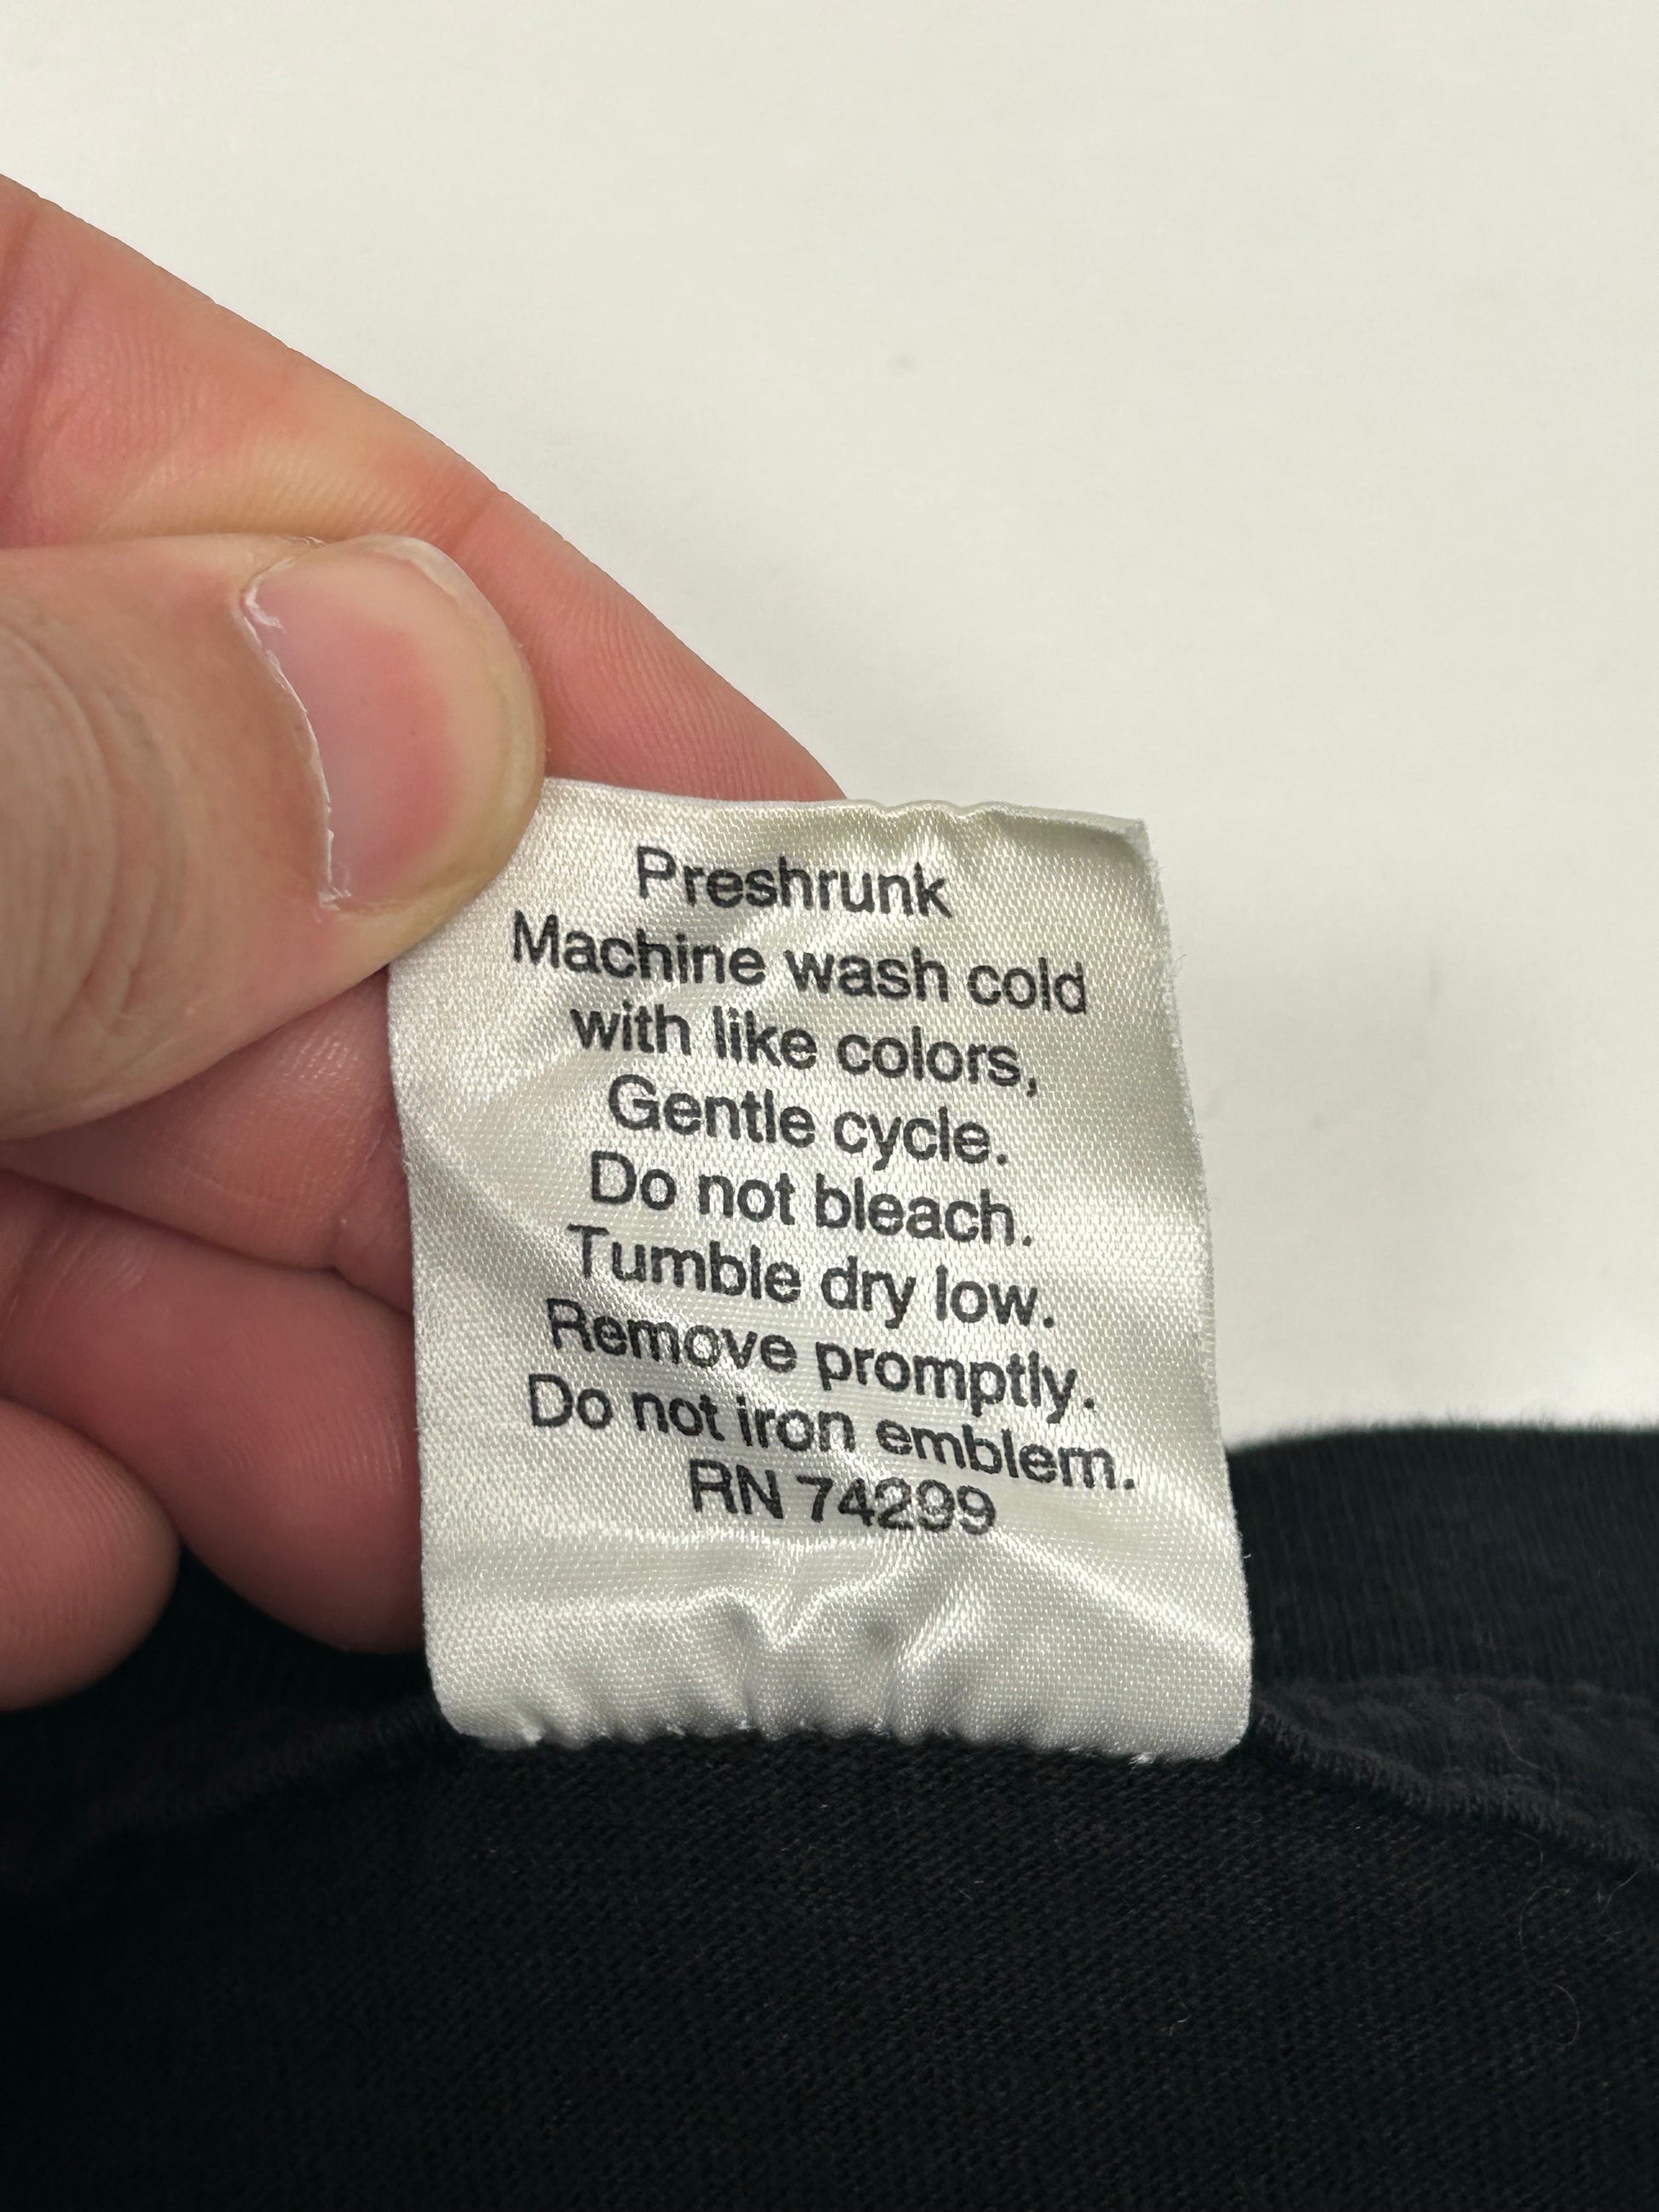 Preshrunk
Machine wash cold
with like colors,
Gentle cycle.
Do not bleach.
Tumble dry low.
Remove promptly.
Do not iron emblem.
RN 74299